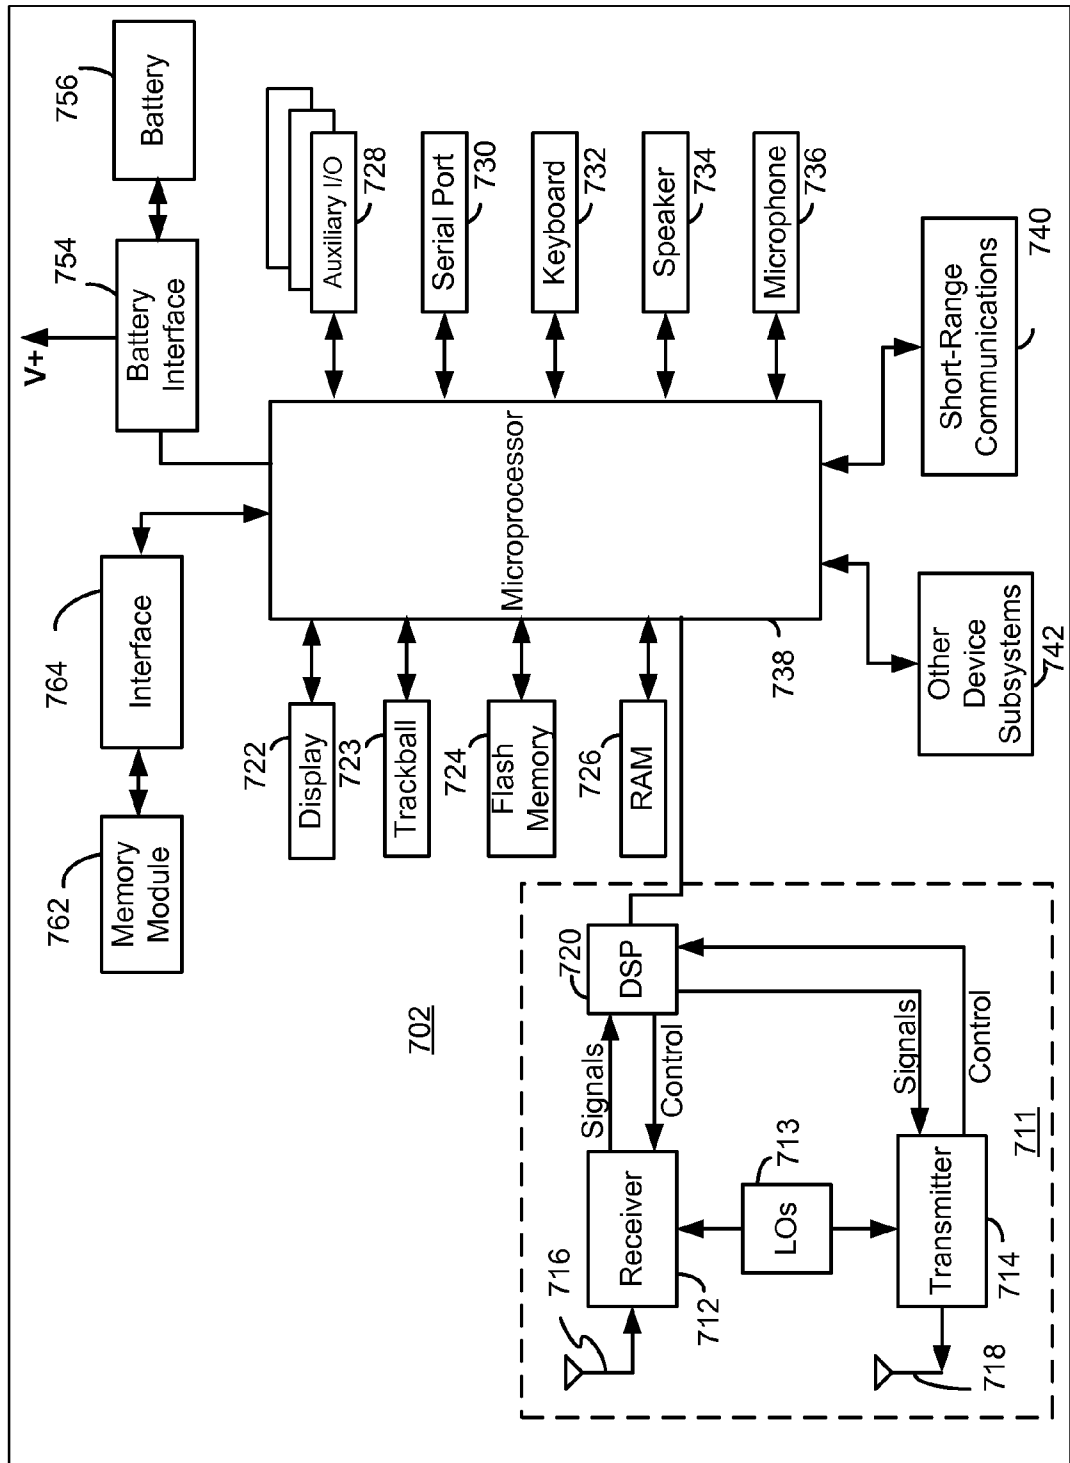 762
Memory
Module
764
Interface
V+
754
Battery
Interface
756
Battery
722
Display
723
Trackball
724
Flash
Memory
726
RAM
Microprocessor
738
Auxiliary I/O
728
Serial Port
730
Keyboard
732
Speaker
734
Microphone
736
702
716
Receiver
712
Signals
Control
720
DSP
713
LOs
718
Transmitter
714
Signals
Control
711
Other
Device
Subsystems
742
Short-Range
Communications
740